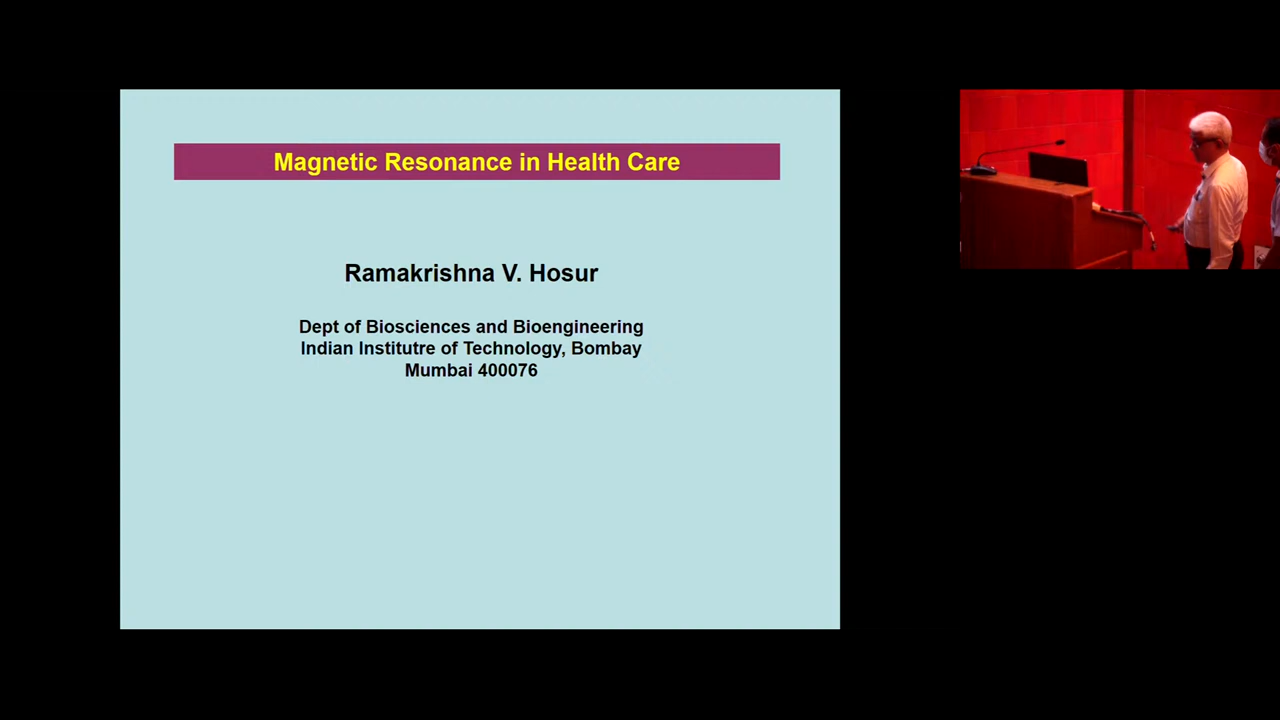 Magnetic Resonance in Health Care
Ramakrishna V. Hosur
Dept of Biosciences and Bioengineering
Indian Institutre of Technology, Bombay
Mumbai 400076